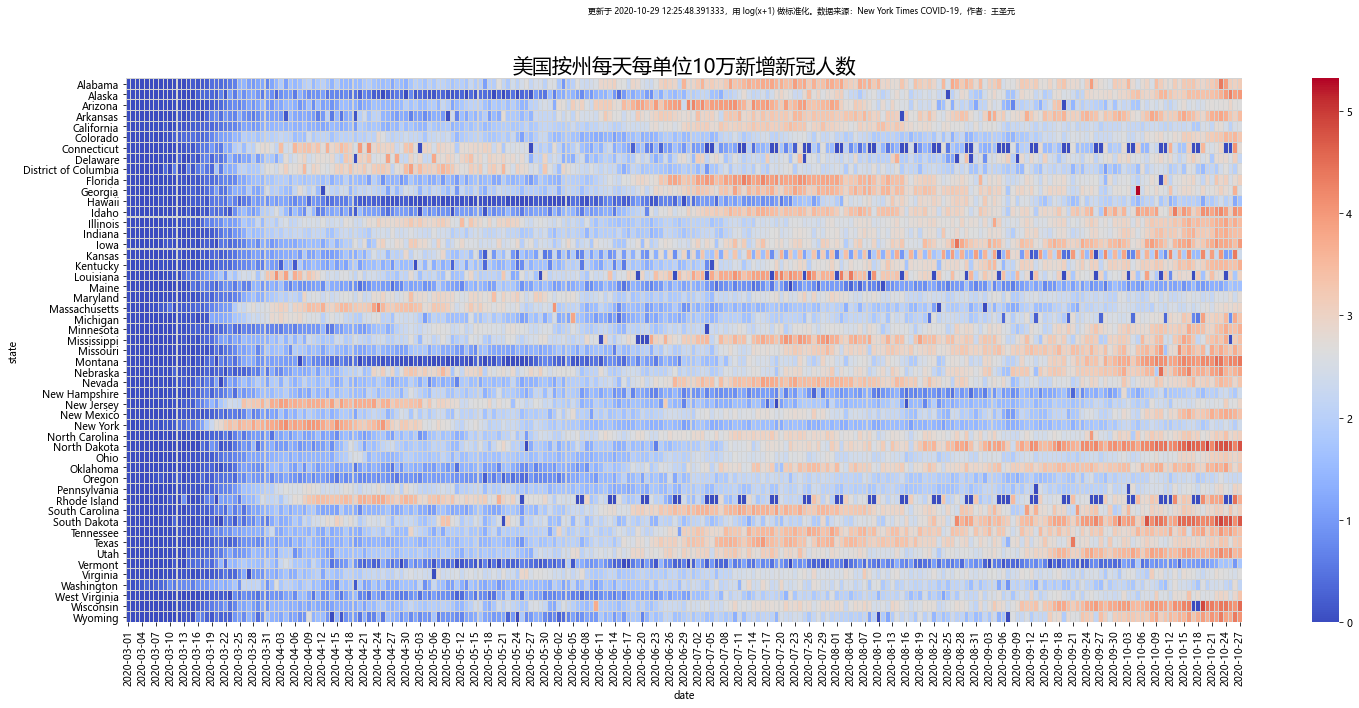 更新于 2020-10-29 12:25:48.391333，用 log(x+1) 做标准化。数据来源：New York Times COVID-19，作者：王圣元
美国按州每天每单位10万新增新冠人数
state
Alabama
Alaska
Arizona
Arkansas
California
Colorado
Connecticut
Delaware
District of Columbia
Florida
Georgia
Hawaii
Idaho
Illinois
Indiana
Iowa
Kansas
Kentucky
Louisiana
Maine
Maryland
Massachusetts
Michigan
Minnesota
Mississippi
Missouri
Montana
Nebraska
Nevada
New Hampshire
New Jersey
New Mexico
New York
North Carolina
North Dakota
Ohio
Oklahoma
Oregon
Pennsylvania
Rhode Island
South Carolina
South Dakota
Tennessee
Texas
Utah
Vermont
Virginia
Washington
West Virginia
Wisconsin
Wyoming
2020-03-01
2020-03-04
2020-03-07
2020-03-10
2020-03-13
2020-03-16
2020-03-19
2020-03-22
2020-03-25
2020-03-28
2020-03-31
2020-04-03
2020-04-06
2020-04-09
2020-04-12
2020-04-15
2020-04-18
2020-04-21
2020-04-24
2020-04-27
2020-04-30
2020-05-03
2020-05-06
2020-05-09
2020-05-12
2020-05-15
2020-05-18
2020-05-21
2020-05-24
2020-05-27
2020-05-30
2020-06-02
2020-06-05
2020-06-08
2020-06-11
2020-06-14
2020-06-17
2020-06-20
2020-06-23
2020-06-26
2020-06-29
2020-07-02
2020-07-05
2020-07-08
2020-07-11
2020-07-14
2020-07-17
2020-07-20
2020-07-23
2020-07-26
2020-07-29
2020-08-01
2020-08-04
2020-08-07
2020-08-10
2020-08-13
2020-08-16
2020-08-19
2020-08-22
2020-08-25
2020-08-28
2020-08-31
2020-09-03
2020-09-06
2020-09-09
2020-09-12
2020-09-15
2020-09-18
2020-09-21
2020-09-24
2020-09-27
2020-09-30
2020-10-03
2020-10-06
2020-10-09
2020-10-12
2020-10-15
2020-10-18
2020-10-21
2020-10-24
2020-10-27
date
5
4
3
2
1
0